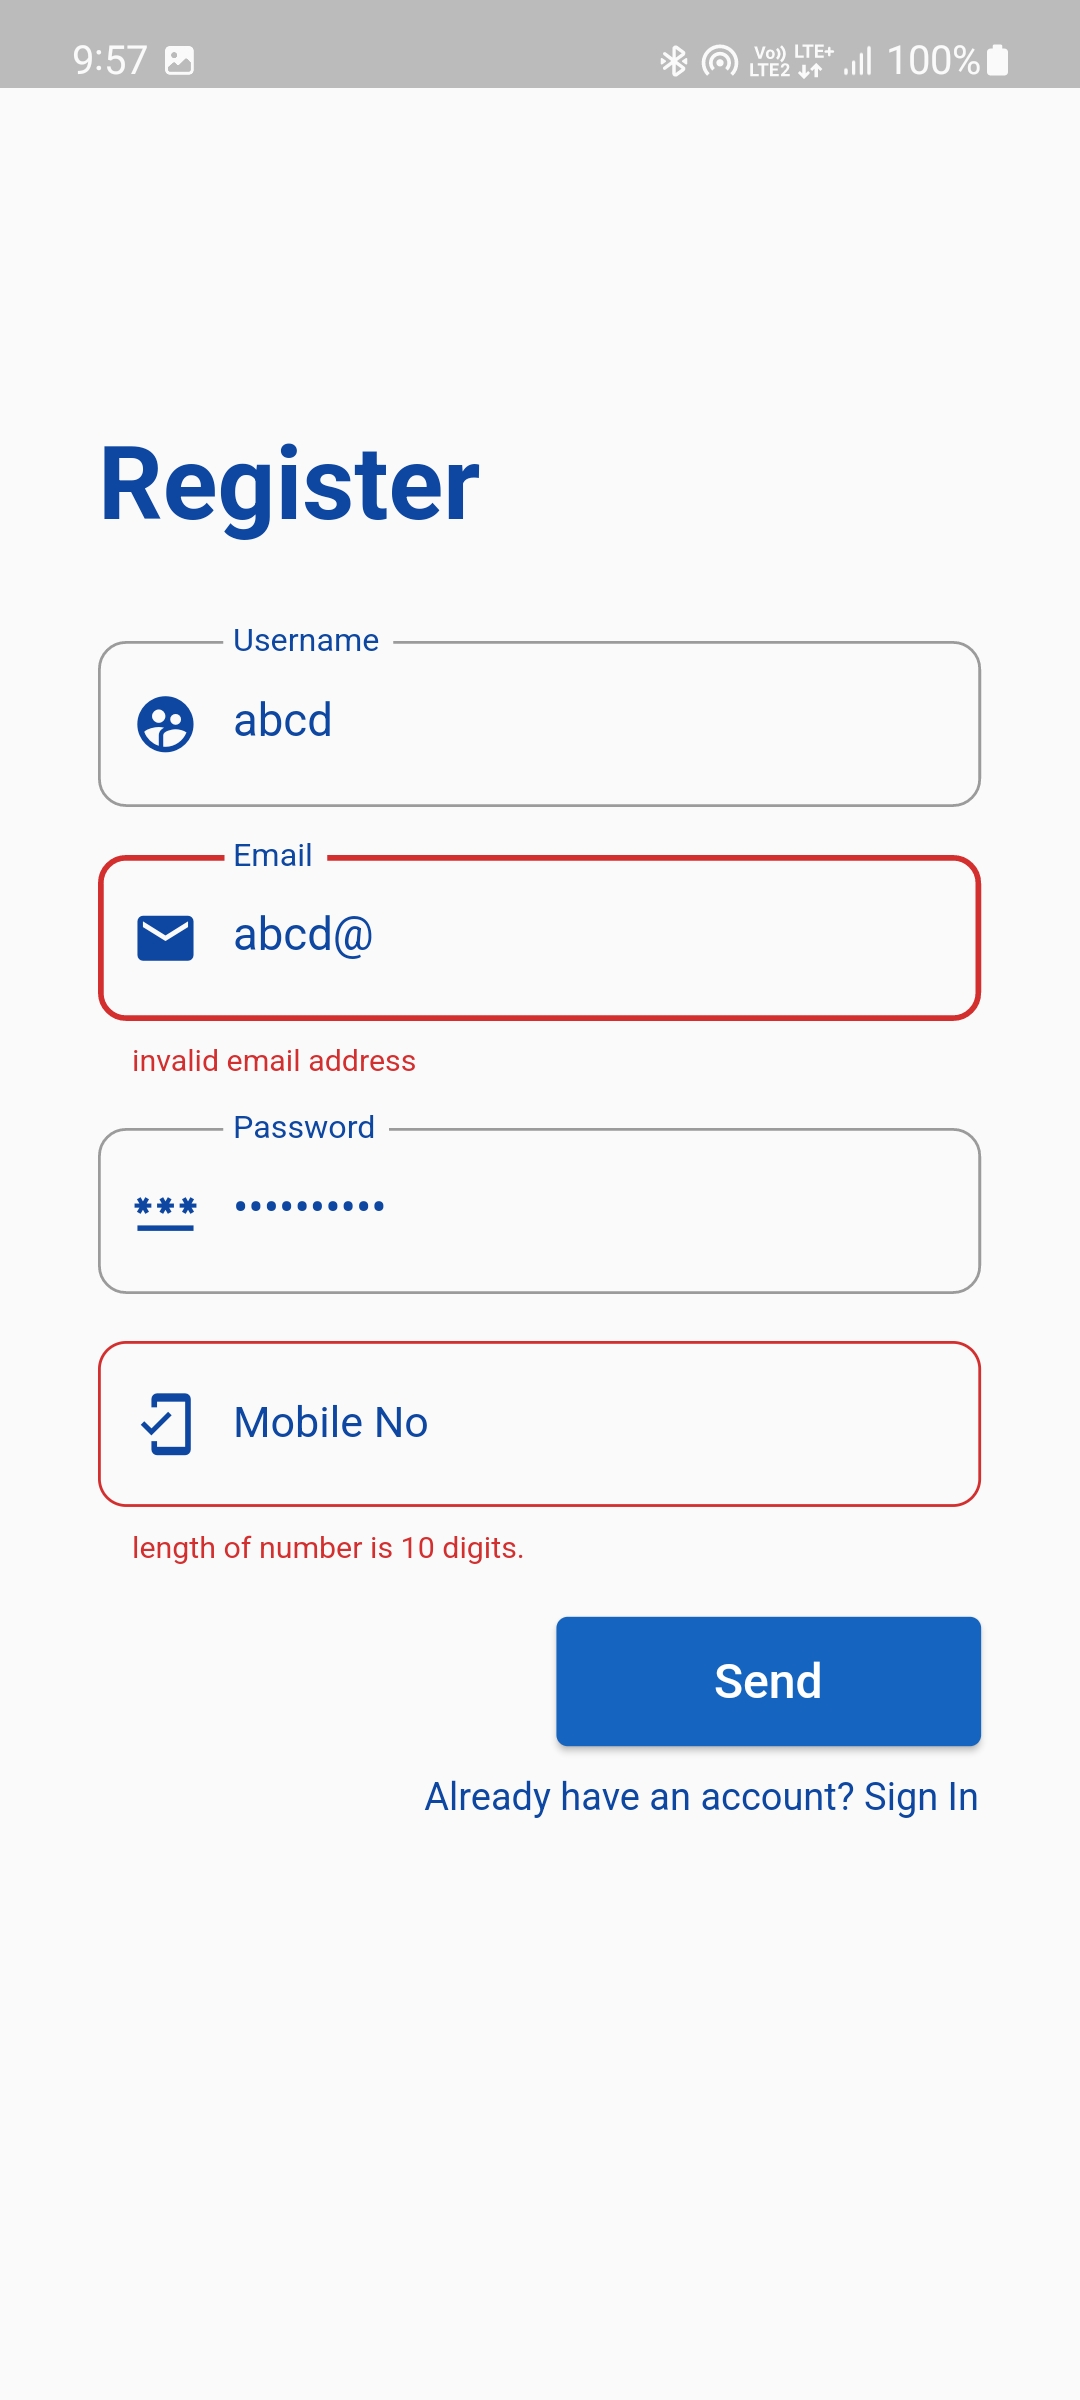 9:57 Vo)) LTE2 LTE+ 100%
Register
Username
abcd
Email
abcd@
invalid email address
Password
••••••••••
Mobile No
length of number is 10 digits.
Send
Already have an account? Sign In